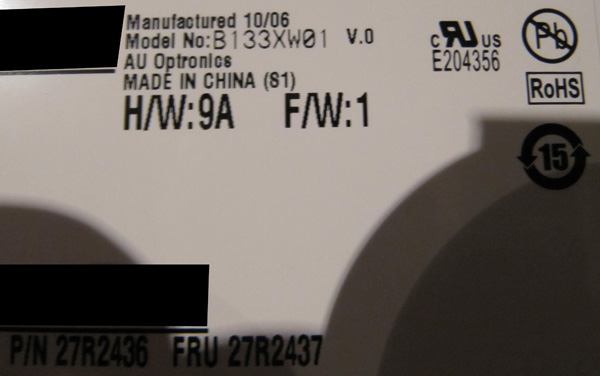 Manufactured 10/06
Model No: B133XW01 V.0
AU Optronics
MADE IN CHINA (S1)
H/W:9A F/W:1
c RU US
E204356
Pb
RoHS
15
P/N 27R2436 FRU 27R2437